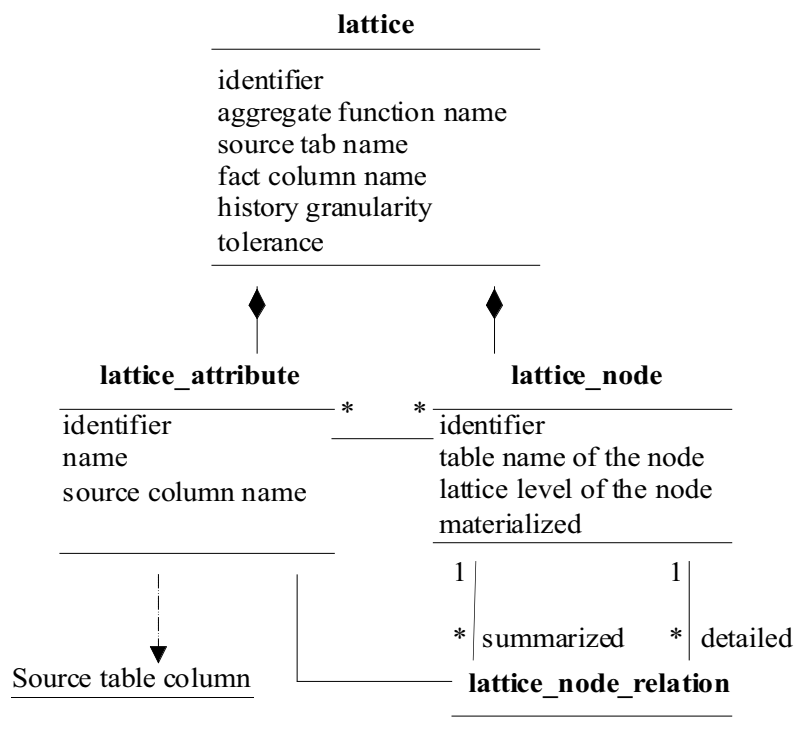 lattice
identifier
aggregate function name
source tab name
fact column name
history granularity
tolerance
lattice_attribute
lattice_node
* *
identifier
name
source column name
identifier
table name of the node
lattice level of the node
materialized
1 1
* summarized * detailed
Source table column
lattice_node_relation